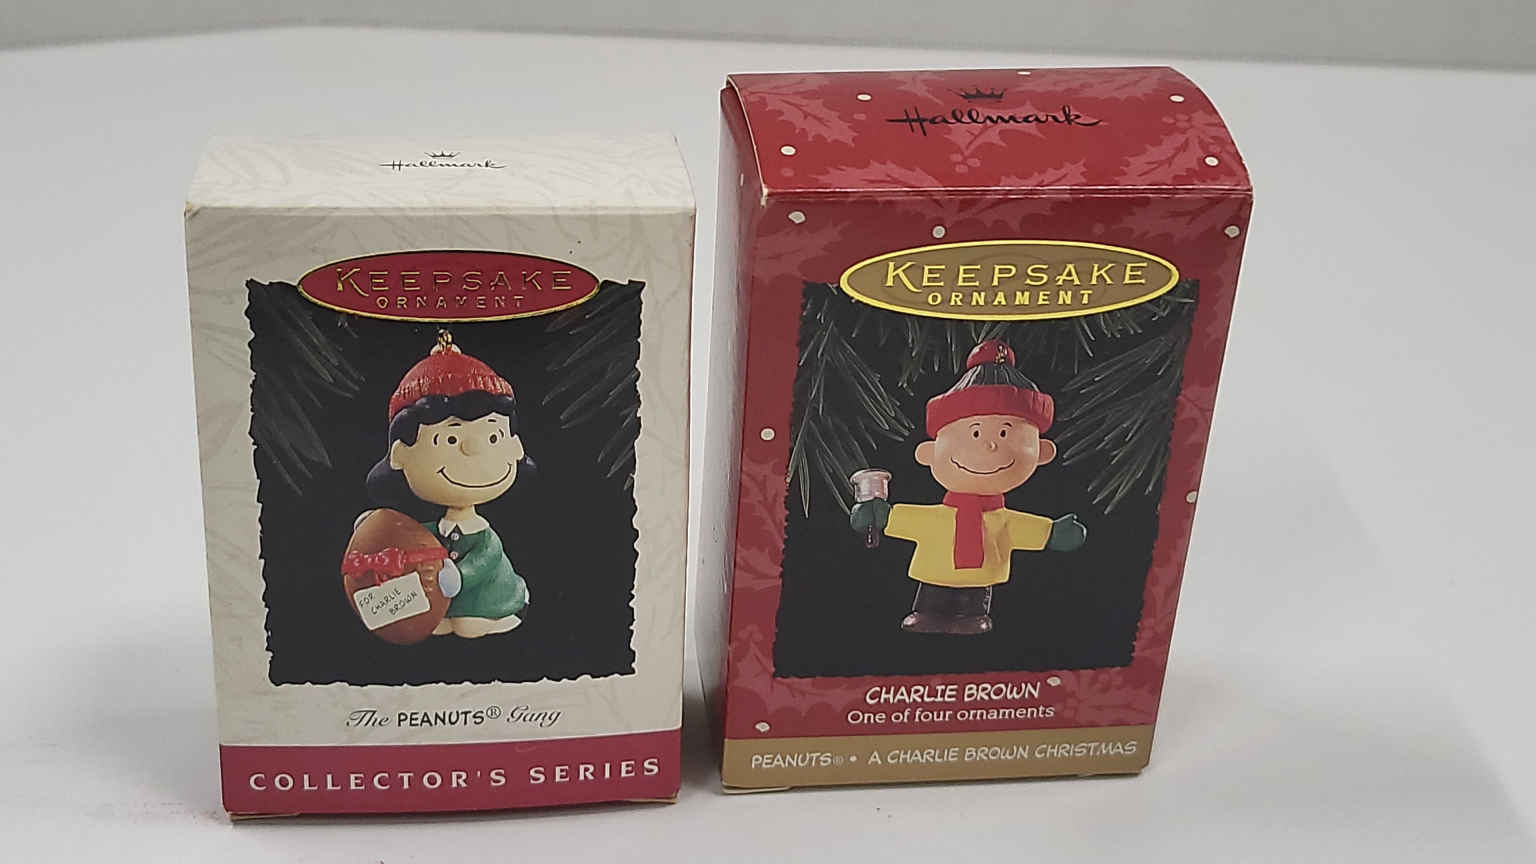 Hallmark
KEEPSAKE
ORNAMENT
FOR
CHARLIE
BROWN
The PEANUTS® Gang
COLLECTOR'S SERIES
Hallmark
KEEPSAKE
ORNAMENT
CHARLIE BROWN
One of four ornaments
PEANUTS® • A CHARLIE BROWN CHRISTMAS